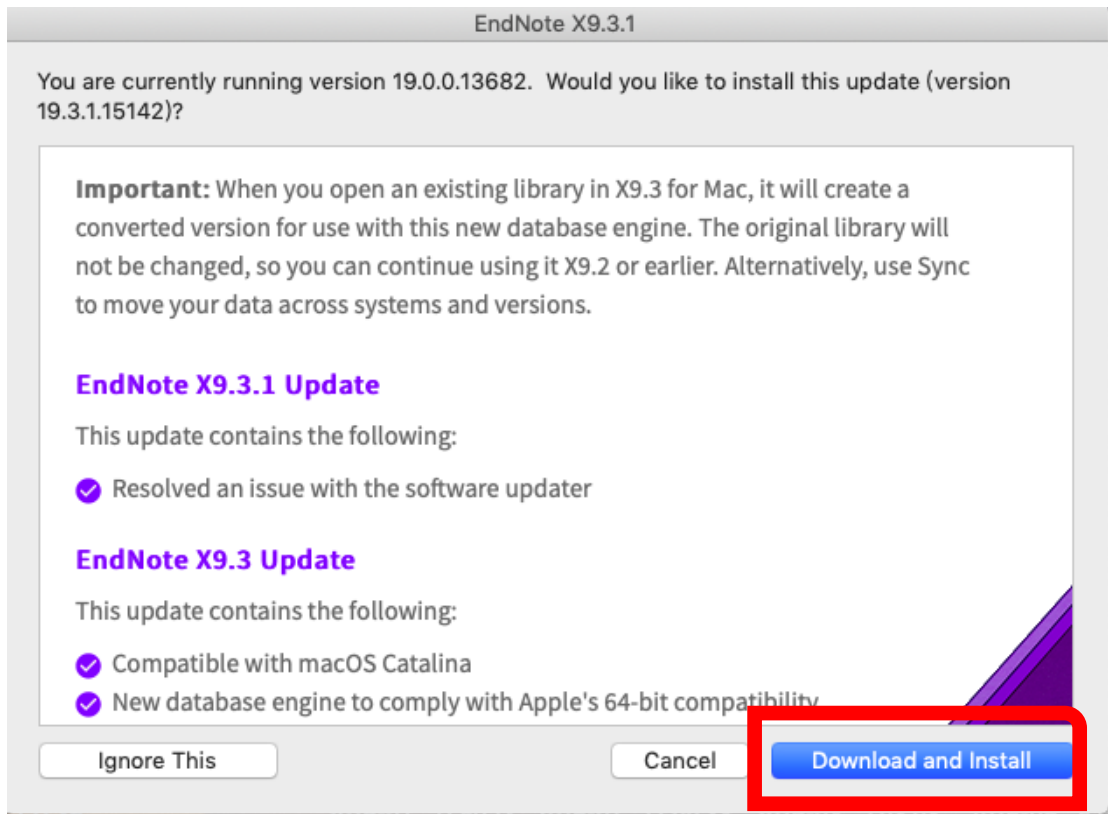 EndNote X9.3.1
You are currently running version 19.0.0.13682.  Would you like to install this update (version
19.3.1.15142)?
Important: When you open an existing library in X9.3 for Mac, it will create a
converted version for use with this new database engine. The original library will
not be changed, so you can continue using it X9.2 or earlier. Alternatively, use Sync
to move your data across systems and versions.
EndNote X9.3.1 Update
This update contains the following:
Resolved an issue with the software updater
EndNote X9.3 Update
This update contains the following:
Compatible with macOS Catalina
New database engine to comply with Apple's 64-bit compatibility
Ignore This
Cancel
Download and Install